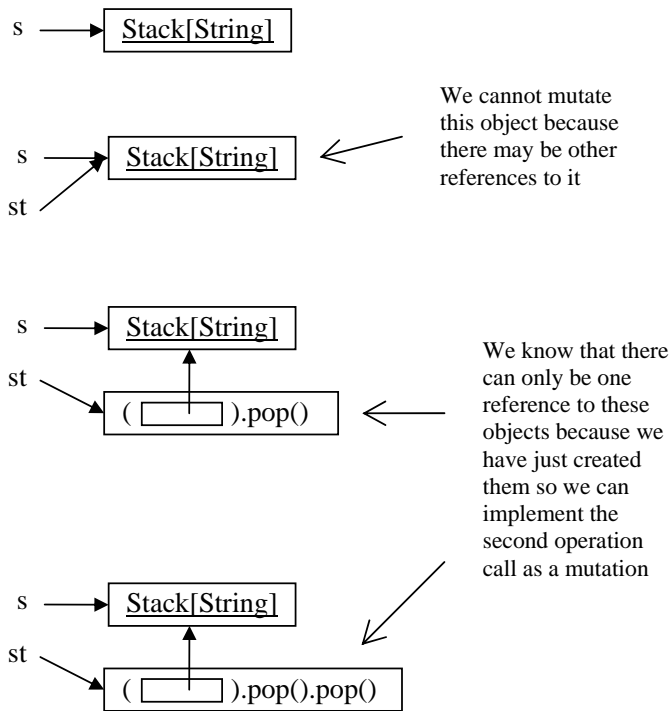 s
Stack[String]
We cannot mutate
this object because
there may be other
references to it
s
Stack[String]
st
s
Stack[String]
st
( ).pop()
We know that there
can only be one
reference to these
objects because we
have just created
them so we can
implement the
second operation
call as a mutation
s
Stack[String]
st
( ).pop().pop()